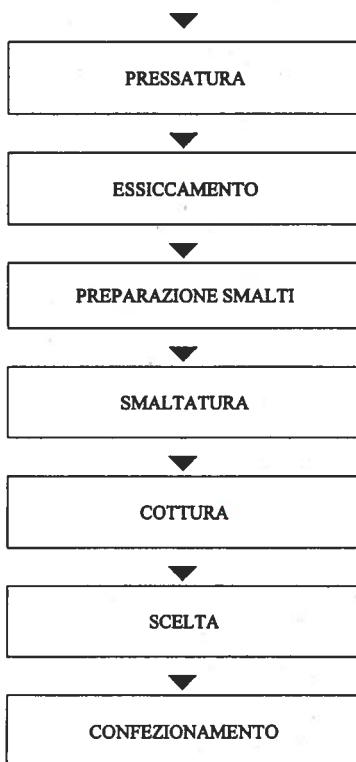 PRESSATURA
ESSICCAMENTO
PREPARAZIONE SMALTI
SMALTATURA
COTTURA
SCELTA
CONFEZIONAMENTO